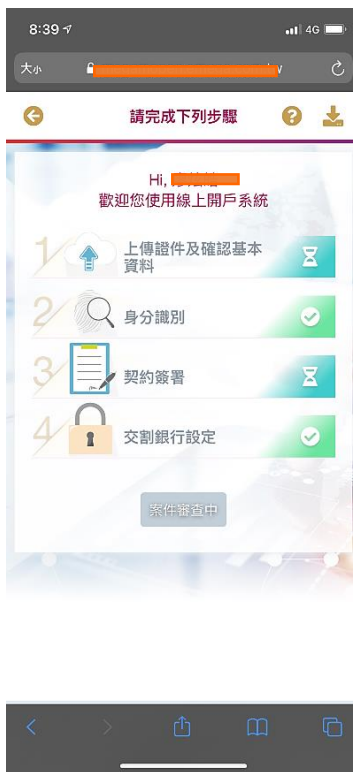 8:39
4G
大小
請完成下列步驟
?
Hi,
歡迎您使用線上開戶系統
1
上傳證件及確認基本
資料
2
身分識別
3
契約簽署
4
交割銀行設定
案件審查中